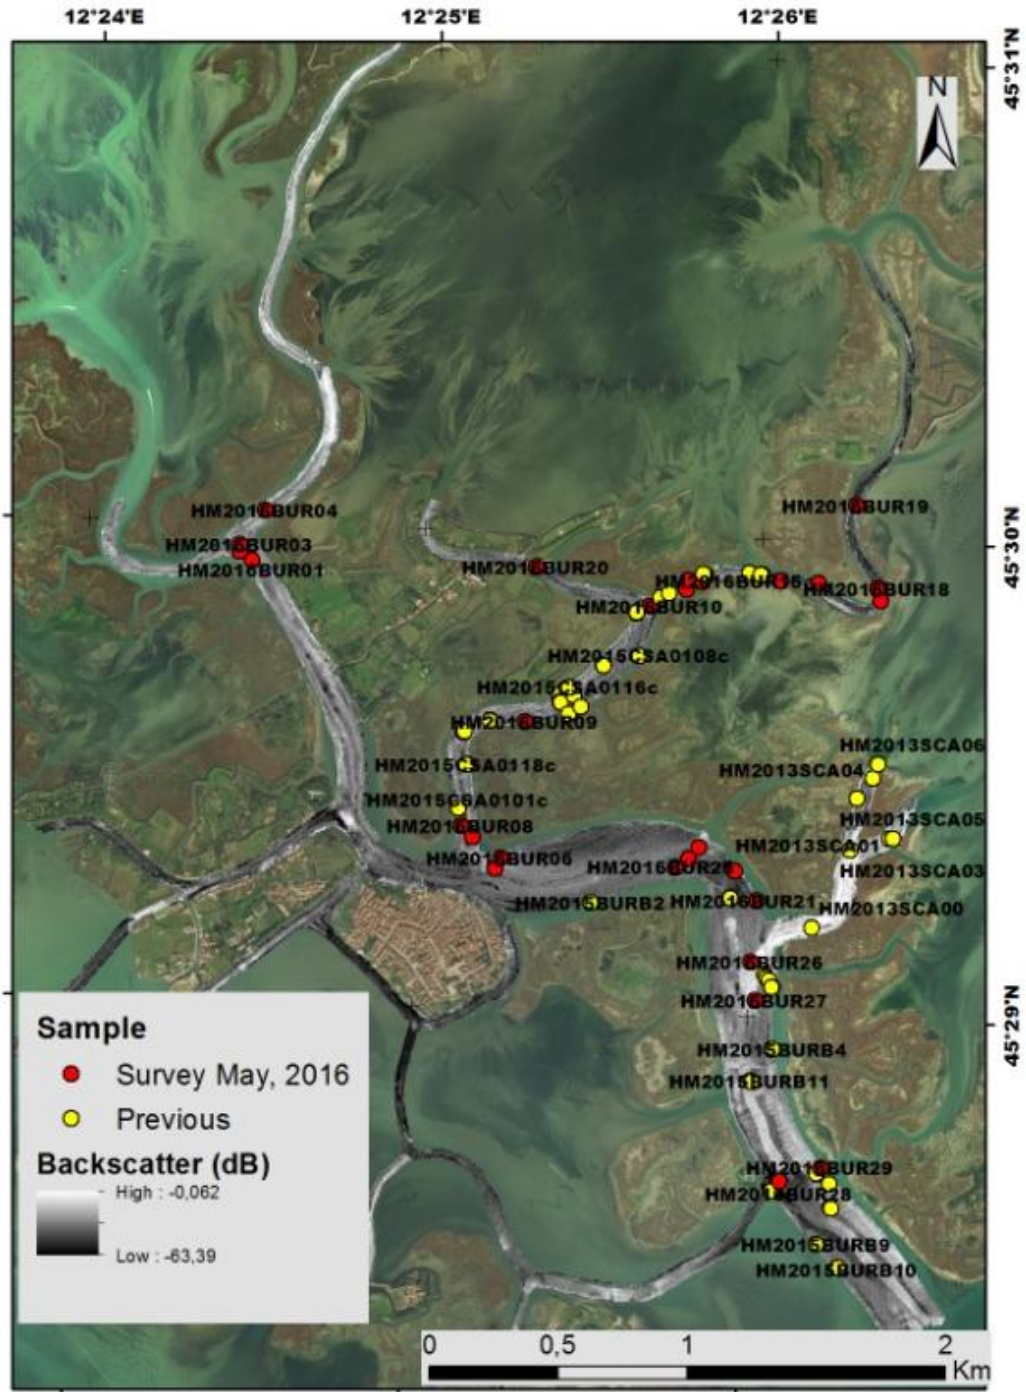 12°24'E 12°25'E 12°26'E
45°31'N
N
HM2016BUR04
HM2016BUR19
HM2016BUR03
45°30'N
HM2016BUR01
HM2016BUR20
HM2016BUR15
HM2016BUR18
HM2016BUR10
HM2015CSA0108c
HM2015CSA0116c
HM2016BUR09
HM2013SCA06
HM2015CSA0118c
HM2013SCA04
HM2015CSA0101c
HM2013SCA05
HM2016BUR08
HM2013SCA01
HM2016BUR06
HM2016BUR25
HM2013SCA03
HM2015BURB2
HM2016BUR21
HM2013SCA00
HM2016BUR26
HM2016BUR27
45°29'N
HM2015BURB4
HM2015BURB11
HM2016BUR29
HM2016BUR28
HM2015BURB9
HM2015BURB10
Sample
Survey May, 2016
Previous
Backscatter (dB)
High : -0,062
Low : -63,39
0 0,5 1 2
Km